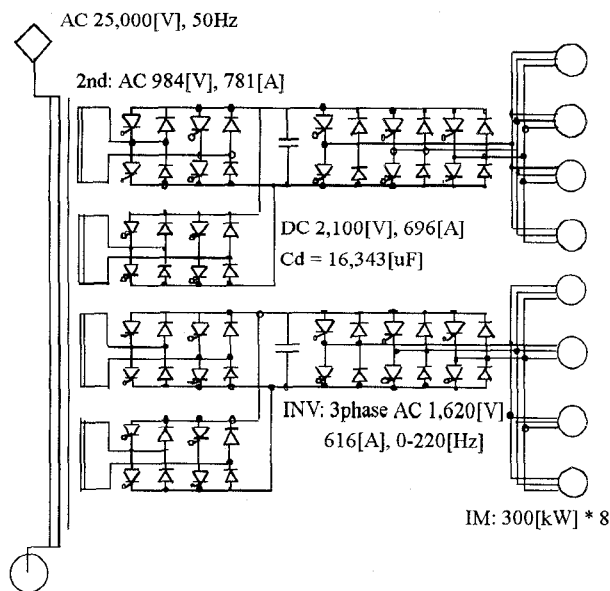 AC 25,000[V], 50Hz
2nd: AC 984[V], 781[A]
DC 2,100[V], 696[A]
Cd = 16,343[uF]
INV: 3phase AC 1,620[V]
616[A], 0-220[Hz]
IM: 300[kW] * 8